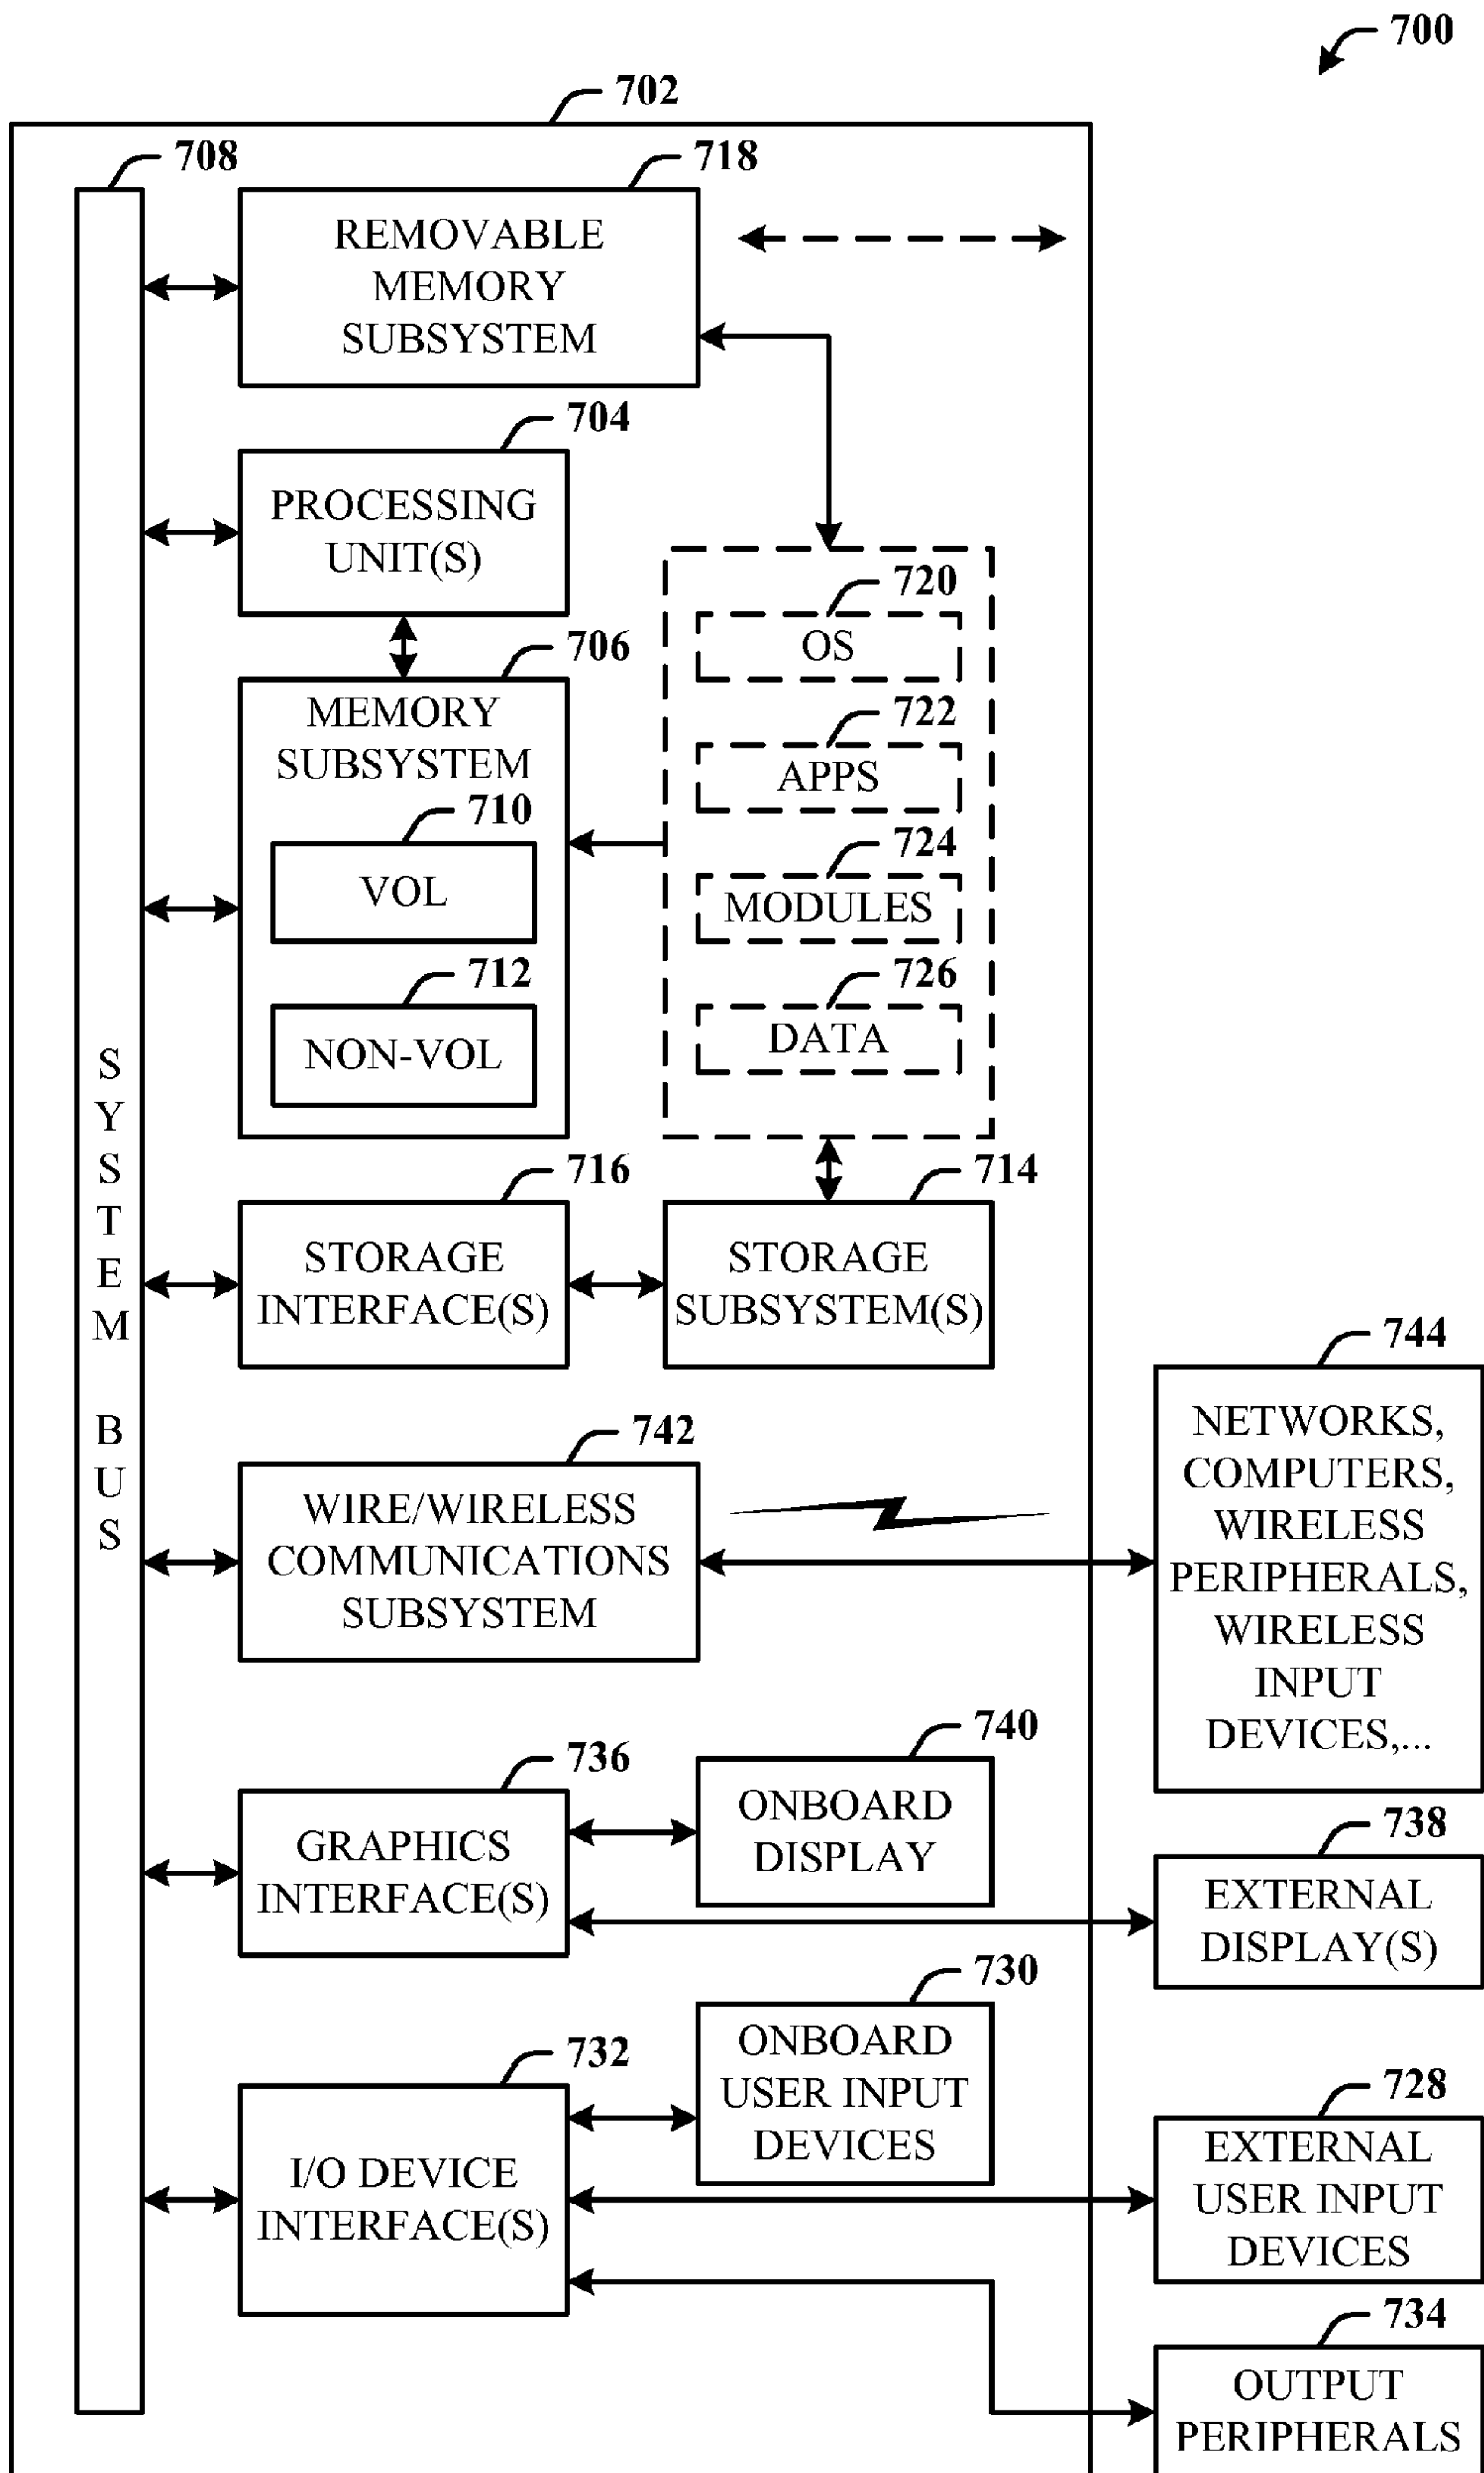 700
702
708
718
REMOVABLE
MEMORY
SUBSYSTEM
704
PROCESSING
UNIT(S)
706
MEMORY
SUBSYSTEM
710
VOL
712
NON-VOL
720
OS
722
APPS
724
MODULES
726
DATA
SYSTEM BUS
716
STORAGE
INTERFACE(S)
714
STORAGE
SUBSYSTEM(S)
742
WIRE/WIRELESS
COMMUNICATIONS
SUBSYSTEM
744
NETWORKS,
COMPUTERS,
WIRELESS
PERIPHERALS,
WIRELESS
INPUT
DEVICES,...
736
GRAPHICS
INTERFACE(S)
740
ONBOARD
DISPLAY
738
EXTERNAL
DISPLAY(S)
732
I/O DEVICE
INTERFACE(S)
730
ONBOARD
USER INPUT
DEVICES
728
EXTERNAL
USER INPUT
DEVICES
734
OUTPUT
PERIPHERALS